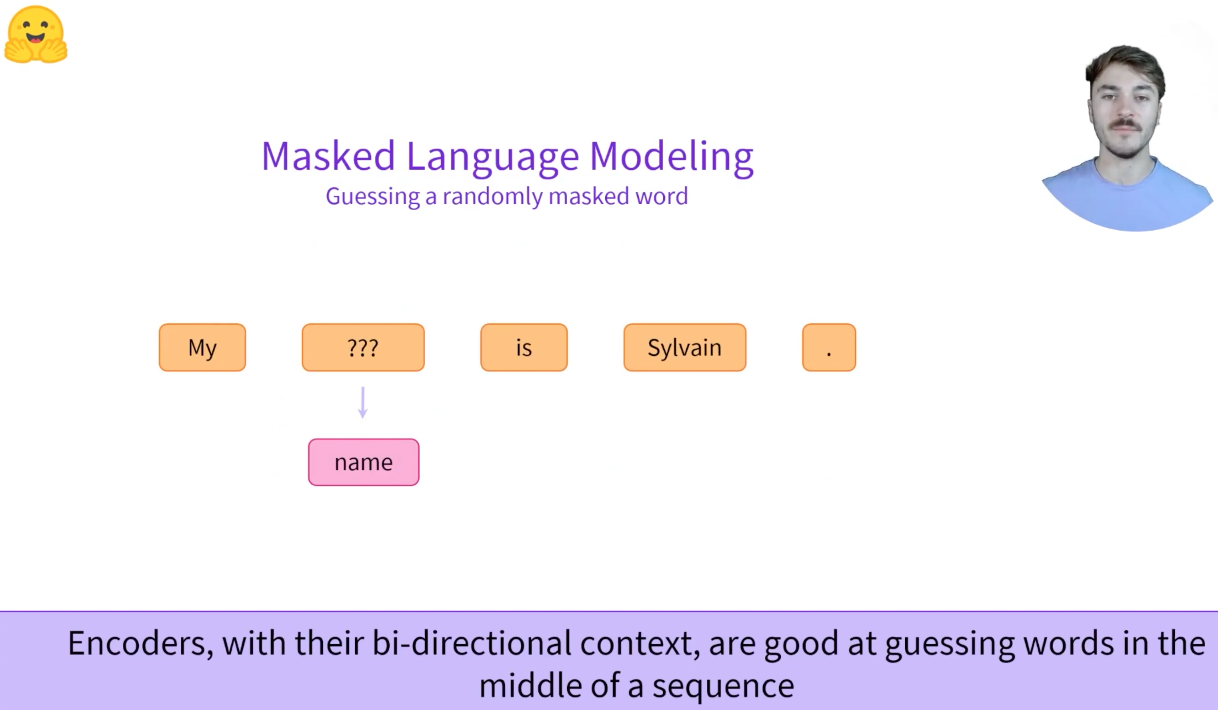 Masked Language Modeling
Guessing a randomly masked word
My ??? is Sylvain .
name
Encoders, with their bi-directional context, are good at guessing words in the
middle of a sequence